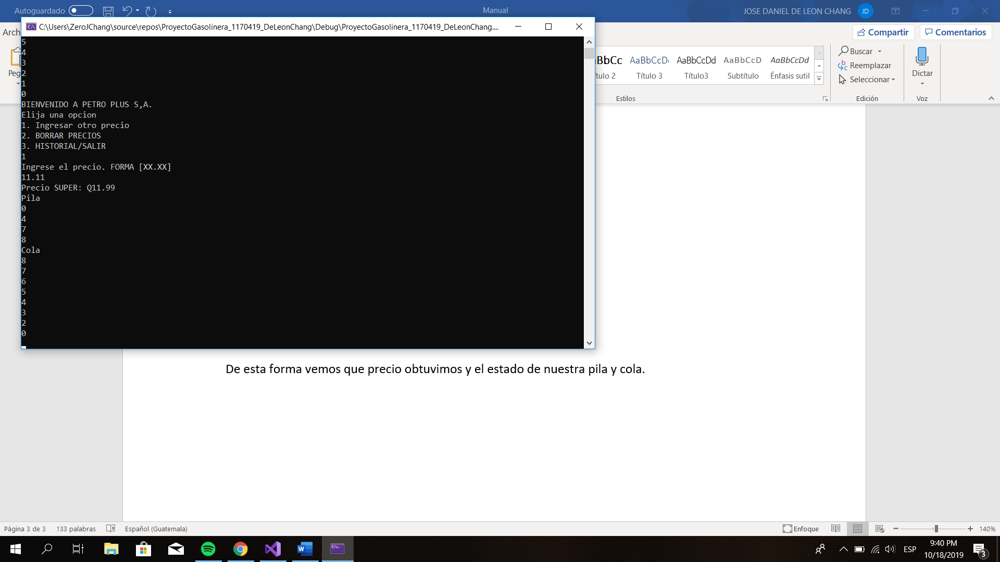 Autoguardado
Manual
JOSE DANIEL DE LEON CHANG
JD
C:\Users\ZeroJChang\source\repos\ProyectoGasolinera_1170419_DeLeonChang\Debug\ProyectoGasolinera_1170419_DeLeonChang....
Arch
Compartir
Comentarios
Peg
5
4
3
2
1
0
BIENVENIDO A PETRO PLUS S,A.
Elija una opcion
1. Ingresar otro precio
2. BORRAR PRECIOS
3. HISTORIAL/SALIR
1
Ingrese el precio. FORMA [XX.XX]
11.11
Precio SUPER: Q11.99
Pila
0
4
7
8
Cola
8
7
6
5
4
3
2
0
BbCc
AaBbCcD
AaBbCcDd
AaBbCcD
AaBbCcDd
tulo 2
Título 3
Título3
Subtítulo
Énfasis sutil
Estilos
Buscar
Reemplazar
Seleccionar
Edición
Dictar
Voz
De esta forma vemos que precio obtuvimos y el estado de nuestra pila y cola.
Página 3 de 3
133 palabras
Español (Guatemala)
Enfoque
140%
ESP
9:40 PM
10/18/2019
3